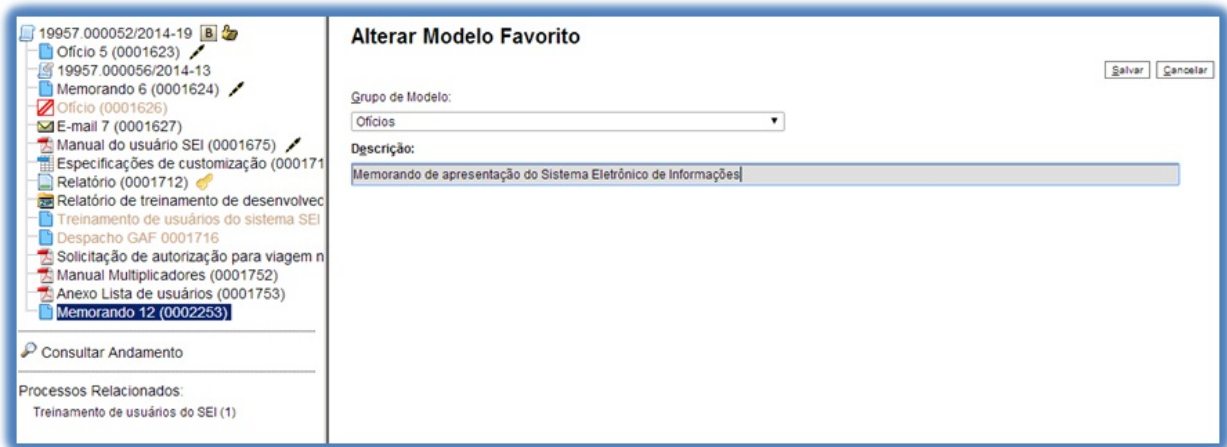 19957.000052/2014-19 B
Ofício 5 (0001623)
19957.000056/2014-13
Memorando 6 (0001624)
Ofício (0001626)
E-mail 7 (0001627)
Manual do usuário SEI (0001675)
Especificações de customização (000171
Relatório (0001712)
Relatório de treinamento de desenvolvec
Treinamento de usuários do sistema SEI
Despacho GAF 0001716
Solicitação de autorização para viagem n
Manual Multiplicadores (0001752)
Anexo Lista de usuários (0001753)
Memorando 12 (0002253)
Consultar Andamento
Processos Relacionados:
Treinamento de usuários do SEI (1)
Alterar Modelo Favorito
Salvar Cancelar
Grupo de Modelo:
Ofícios
Descrição:
Memorando de apresentação do Sistema Eletrônico de Informações